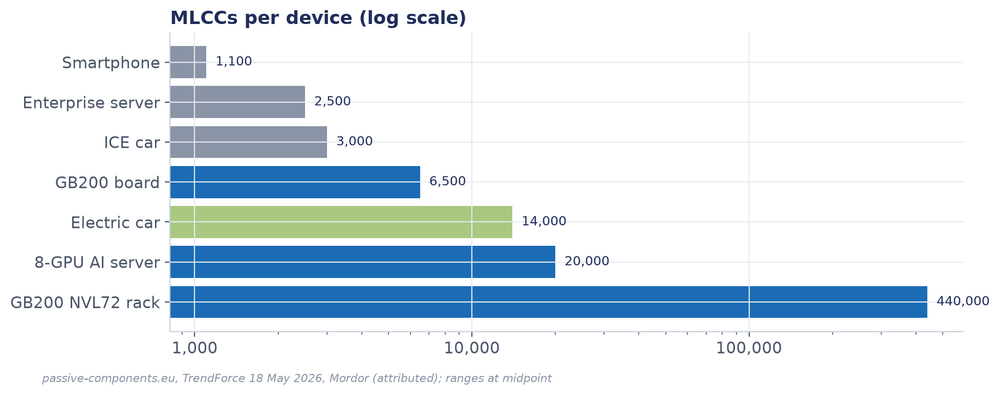 MLCCs per device (log scale)
Smartphone 1,100
Enterprise server 2,500
ICE car 3,000
GB200 board 6,500
Electric car 14,000
8-GPU AI server 20,000
GB200 NVL72 rack 440,000
1,000 10,000 100,000
passive-components.eu, TrendForce 18 May 2026, Mordor (attributed); ranges at midpoint